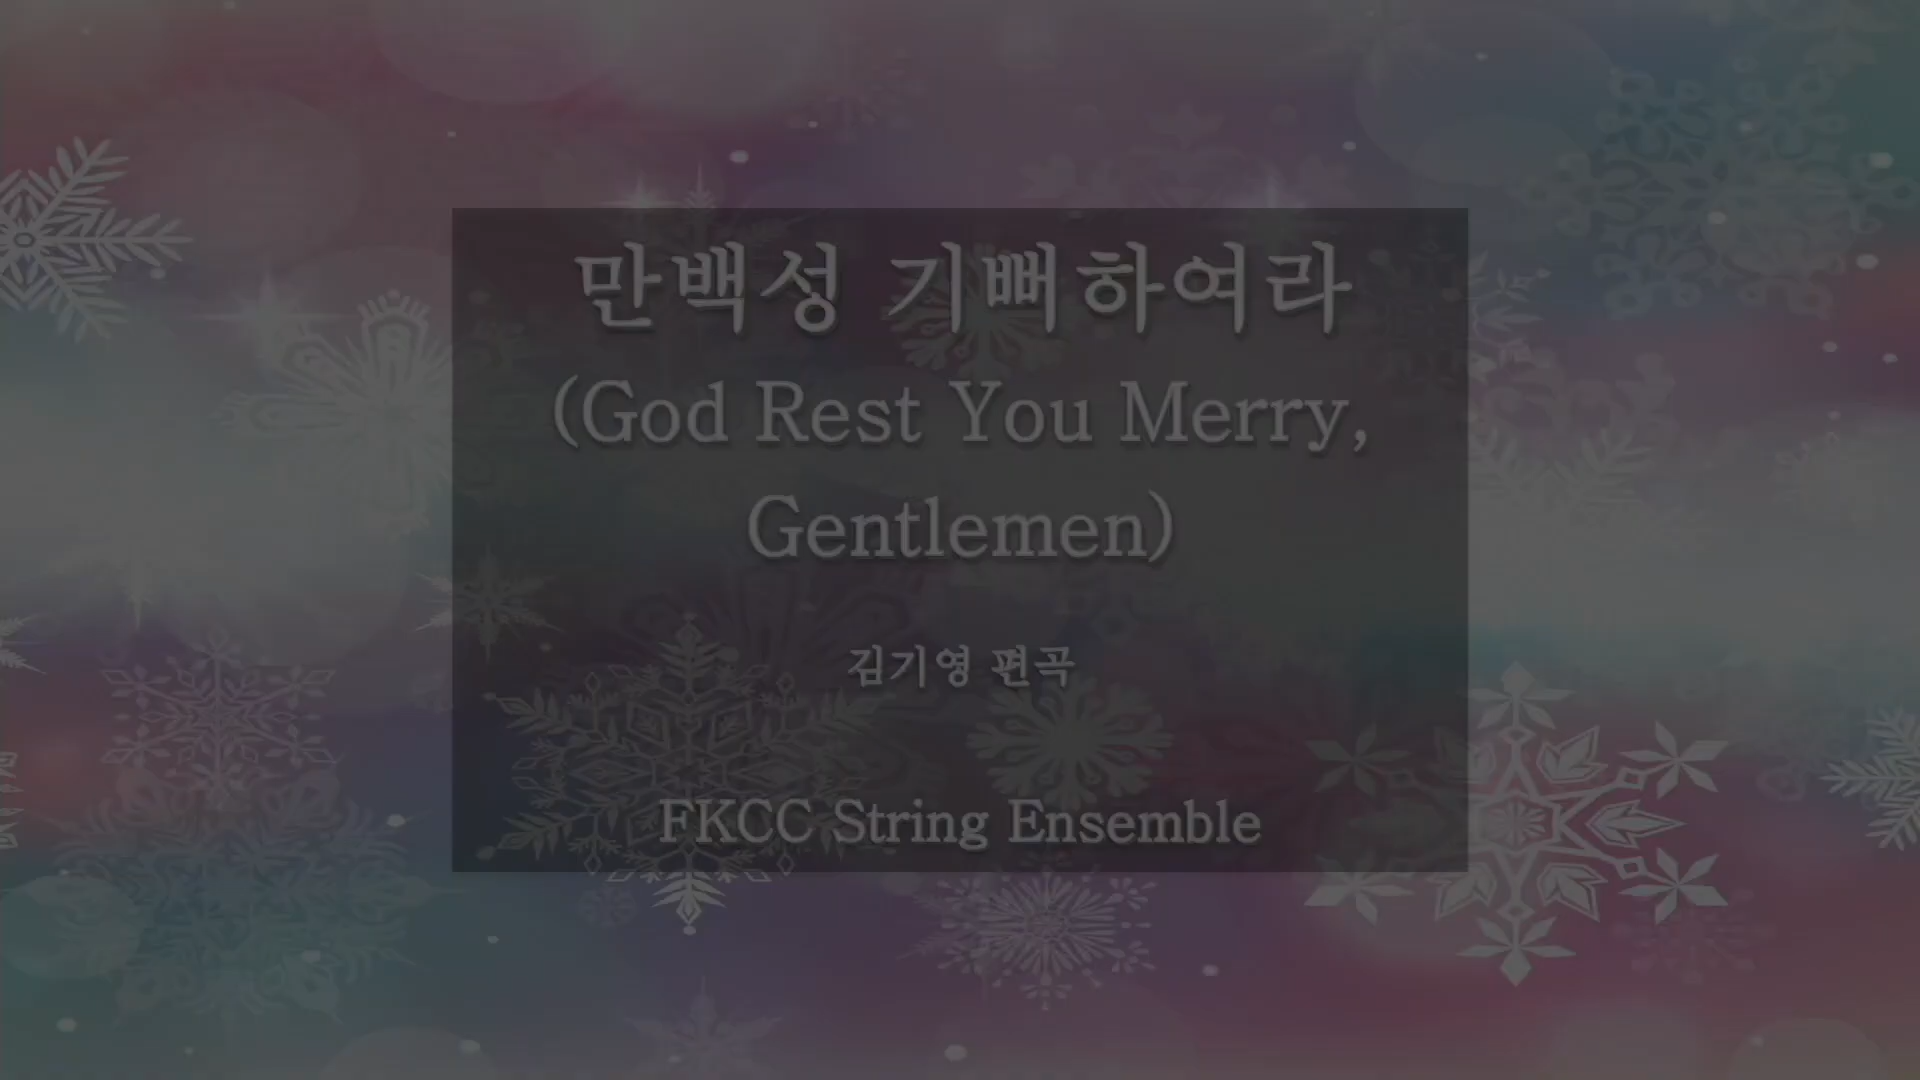 만백성 기뻐하여라
(God Rest You Merry,
Gentlemen)
김기영 편곡
FKCC String Ensemble